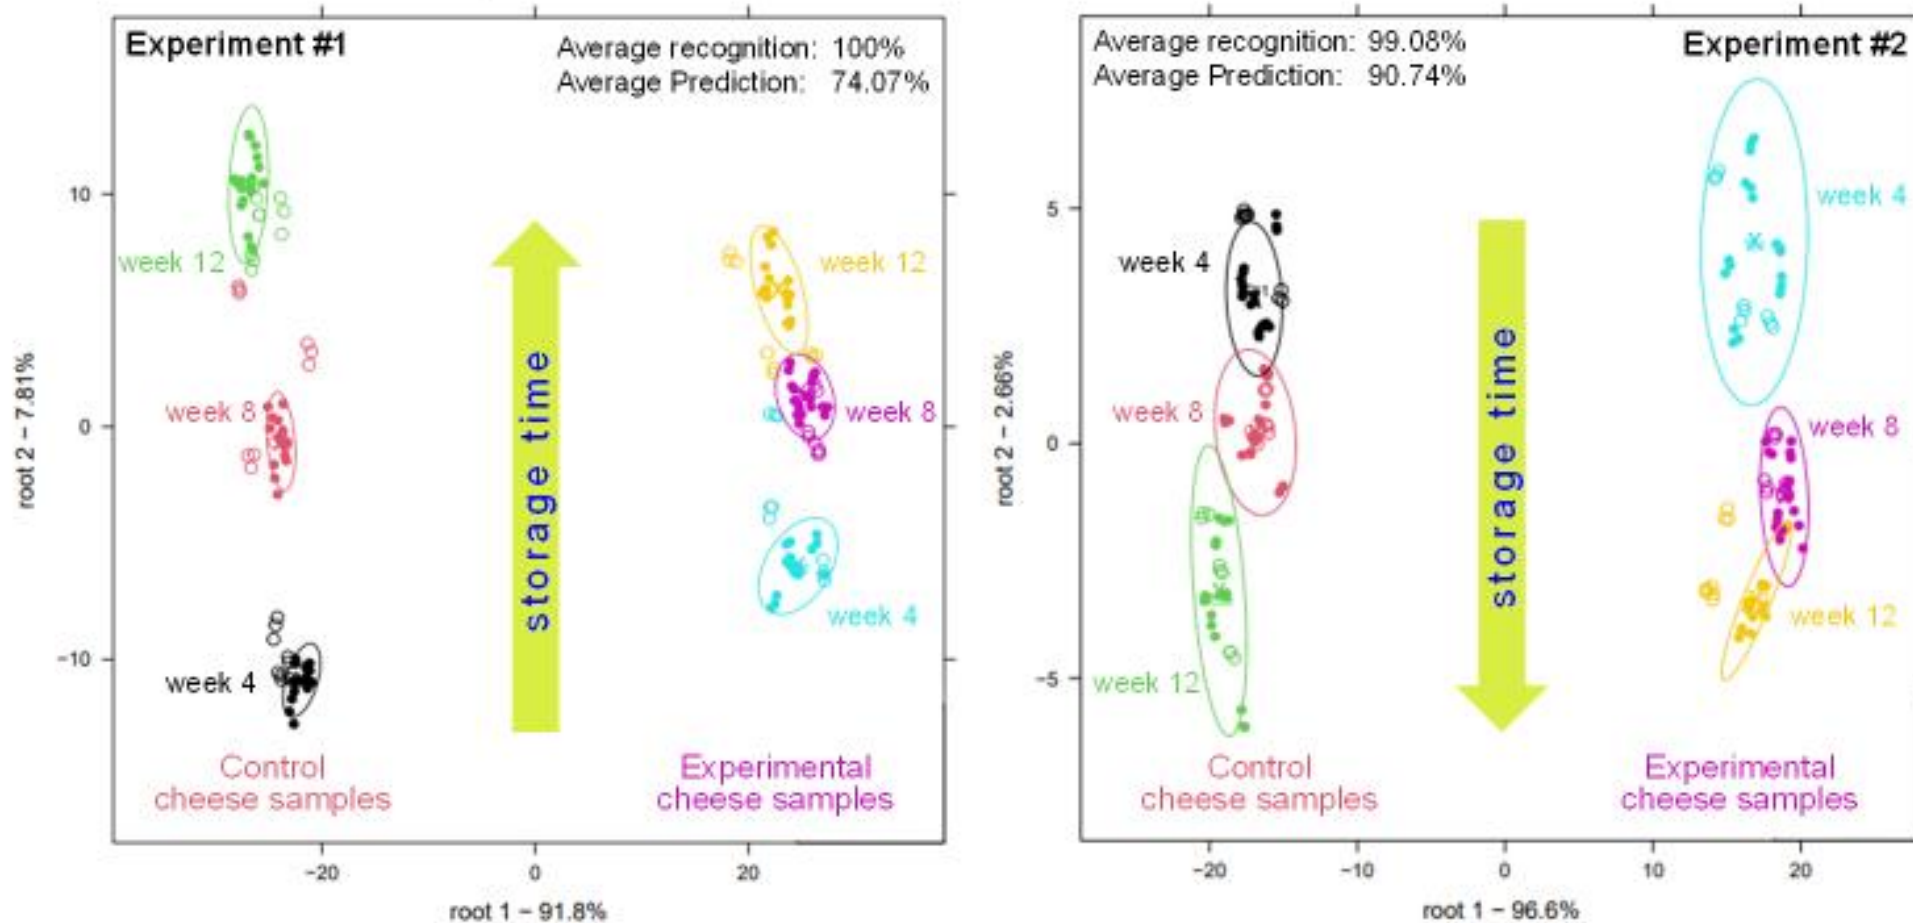 Experiment #1
Average recognition: 100%
Average Prediction: 74.07%
10
0
−10
root 2 − 7.81%
week 12
week 8
week 4
storage time
week 12
week 8
week 4
Control
cheese samples
Experimental
cheese samples
−20
0
20
root 1 − 91.8%
Average recognition: 99.08%
Average Prediction: 90.74%
Experiment #2
5
0
−5
root 2 − 2.66%
week 4
week 8
week 12
storage time
week 4
week 8
week 12
Control
cheese samples
Experimental
cheese samples
−20
−10
0
10
20
root 1 − 96.6%